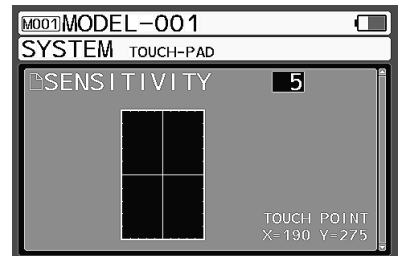 M001 MODEL-001
SYSTEM TOUCH-PAD
SENSITIVITY 5
TOUCH POINT
X=190 Y=275